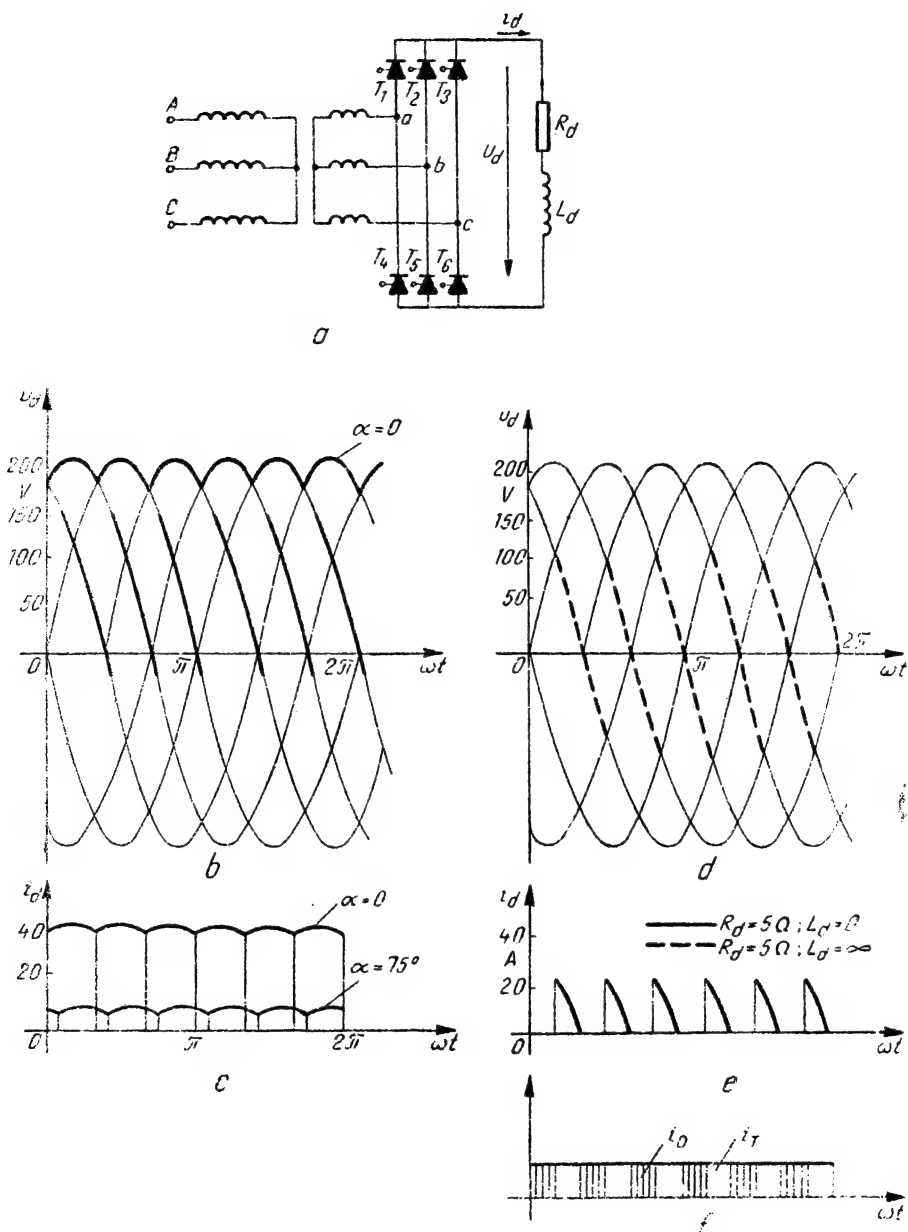 i_d
T_1 T_2 T_3
A
a
R_d
B
U_d
b
C
c
L_d
T_4 T_5 T_6
a
u_d
α=0
200
V
150
100
50
0
π
2π
ωt
b
u_d
200
V
150
100
50
0
π
2π
ωt
d
i_d
α=0
40
20
α=75°
0
π
2π
ωt
c
i_d
R_d=5Ω; L_d=0
R_d=5Ω; L_d=∞
40
A
20
0
ωt
e
i_0
i_T
ωt
f